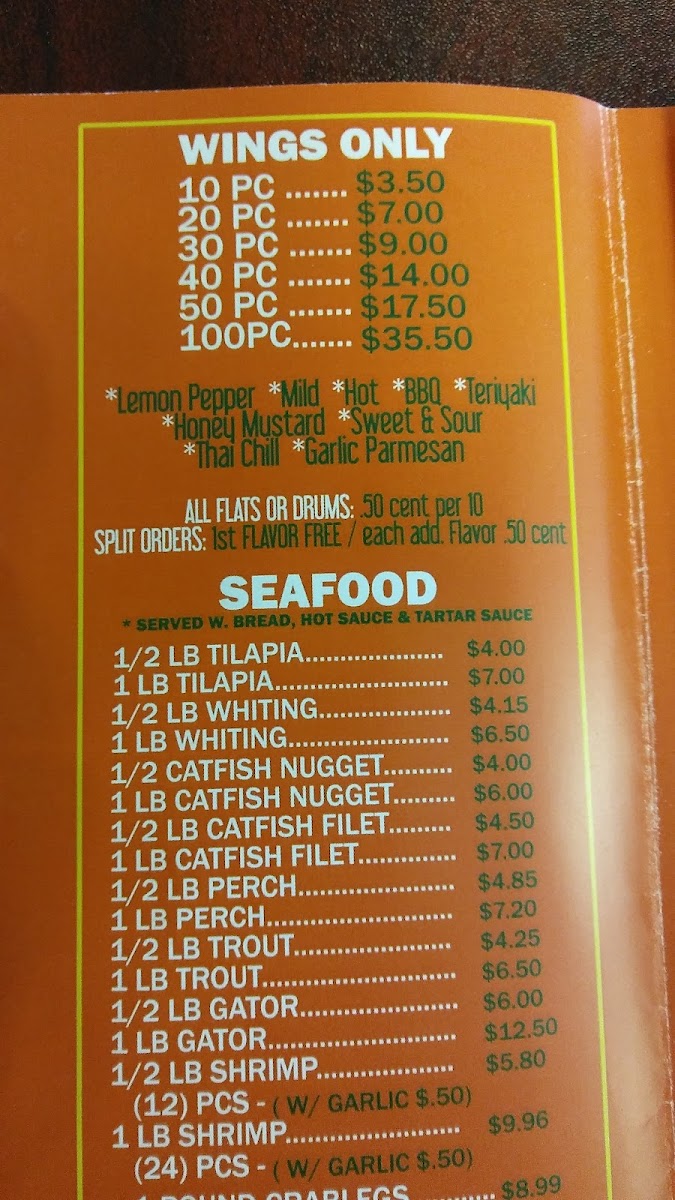 WINGS ONLY
10 PC ....... $3.50
20 PC ....... $7.00
30 PC ....... $9.00
40 PC ....... $14.00
50 PC ....... $17.50
100PC....... $35.50
*Lemon Pepper *Mild *Hot *BBQ *Teriyaki
*Honey Mustard *Sweet & Sour
*Thai Chill *Garlic Parmesan
ALL FLATS OR DRUMS: .50 cent per 10
SPLIT ORDERS: 1st FLAVOR FREE / each add. Flavor .50 cent
SEAFOOD
* SERVED W. BREAD, HOT SAUCE & TARTAR SAUCE
1/2 LB TILAPIA..................... $4.00
1 LB TILAPIA.......................... $7.00
1/2 LB WHITING.................... $4.15
1 LB WHITING........................ $6.50
1/2 CATFISH NUGGET.......... $4.00
1 LB CATFISH NUGGET......... $6.00
1/2 LB CATFISH FILET......... $4.50
1 LB CATFISH FILET............... $7.00
1/2 LB PERCH........................ $4.85
1 LB PERCH............................ $7.20
1/2 LB TROUT........................ $4.25
1 LB TROUT............................. $6.50
1/2 LB GATOR........................ $6.00
1 LB GATOR............................. $12.50
1/2 LB SHRIMP..................... $5.80
(12) PCS - ( W/ GARLIC $.50)
1 LB SHRIMP.......................... $9.96
(24) PCS - ( W/ GARLIC $.50)
1 POUND CRABLEGS............ $8.99